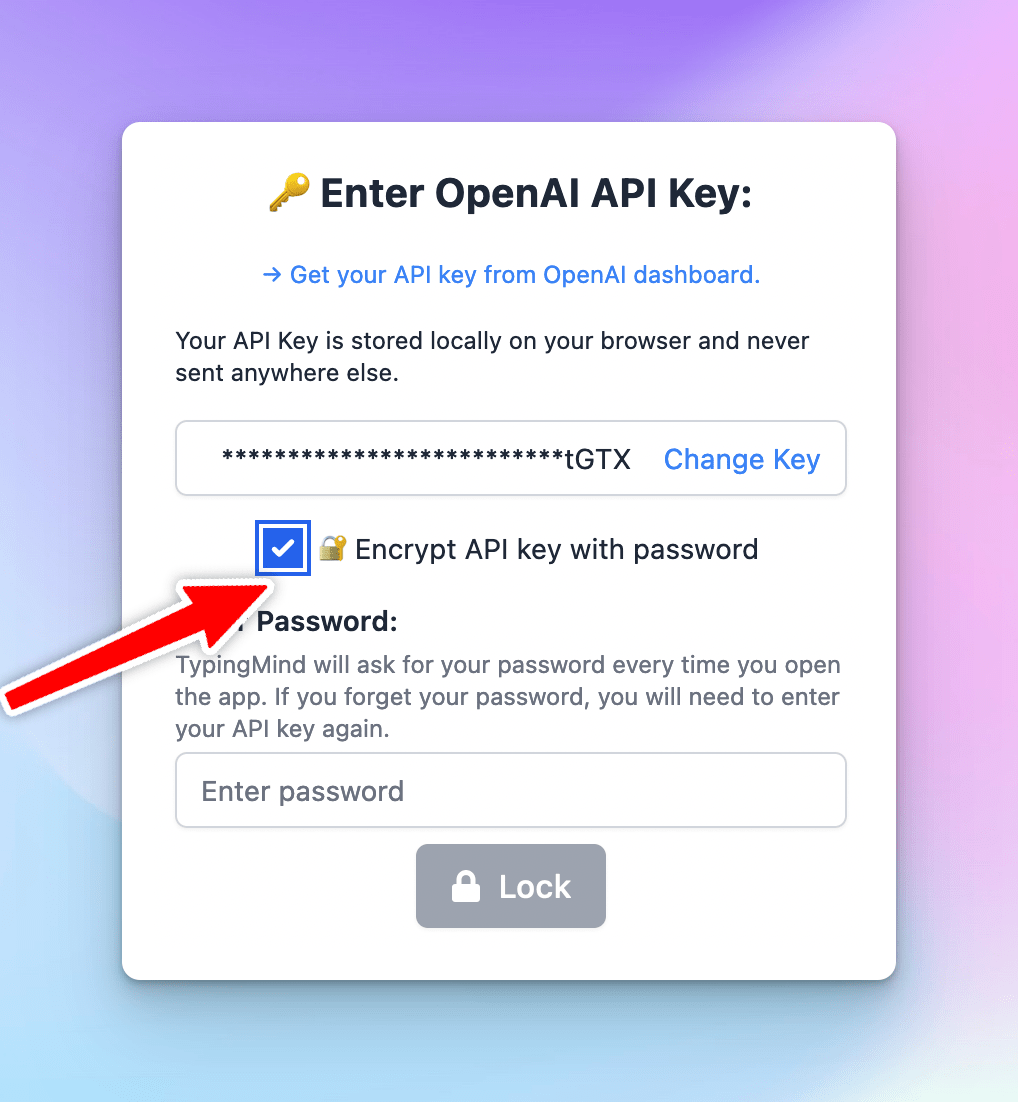 Enter OpenAI API Key:
→ Get your API key from OpenAI dashboard.
Your API Key is stored locally on your browser and never
sent anywhere else.
**************************tGTX Change Key
Encrypt API key with password
Password:
TypingMind will ask for your password every time you open
the app. If you forget your password, you will need to enter
your API key again.
Enter password
Lock